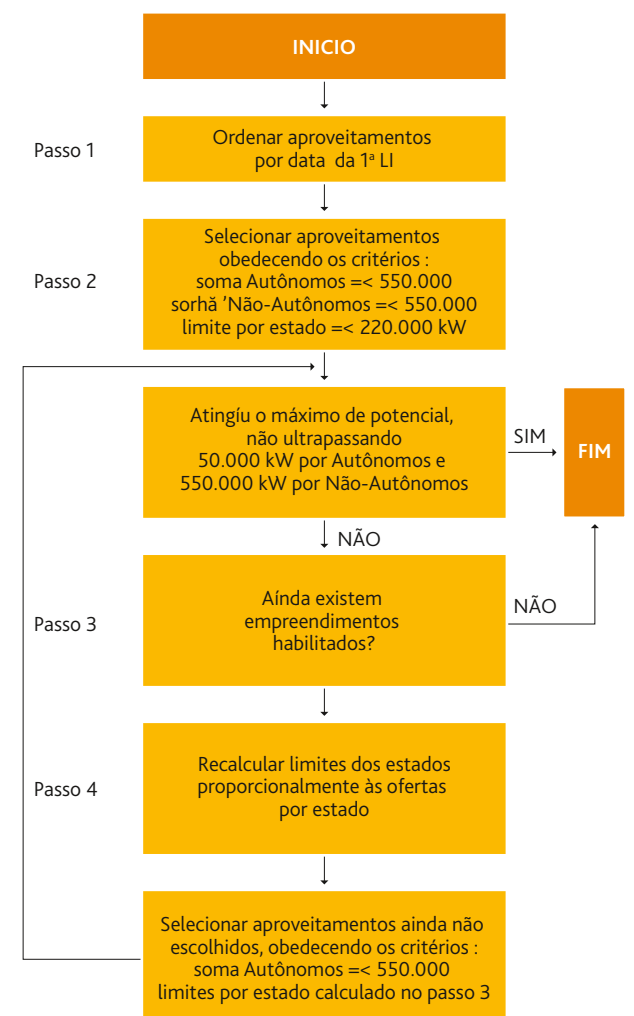 INICIO
Passo 1
Ordenar aproveitamentos
por data da 1ª LI
Passo 2
Selecionar aproveitamentos
obedecendo os critérios :
soma Autônomos =< 550.000
sorhă ’Não-Autônomos =< 550.000
limite por estado =< 220.000 kW
Atingíu o máximo de potencial,
não ultrapassando
50.000 kW por Autônomos e
550.000 kW por Não-Autônomos
SIM
FIM
NÃO
Passo 3
Aínda existem
empreendimentos
habilitados?
NÃO
Passo 4
Recalcular limites dos estados
proporcionalmente às ofertas
por estado
Selecionar aproveitamentos ainda não
escolhidos, obedecendo os critérios :
soma Autônomos =< 550.000
limites por estado calculado no passo 3